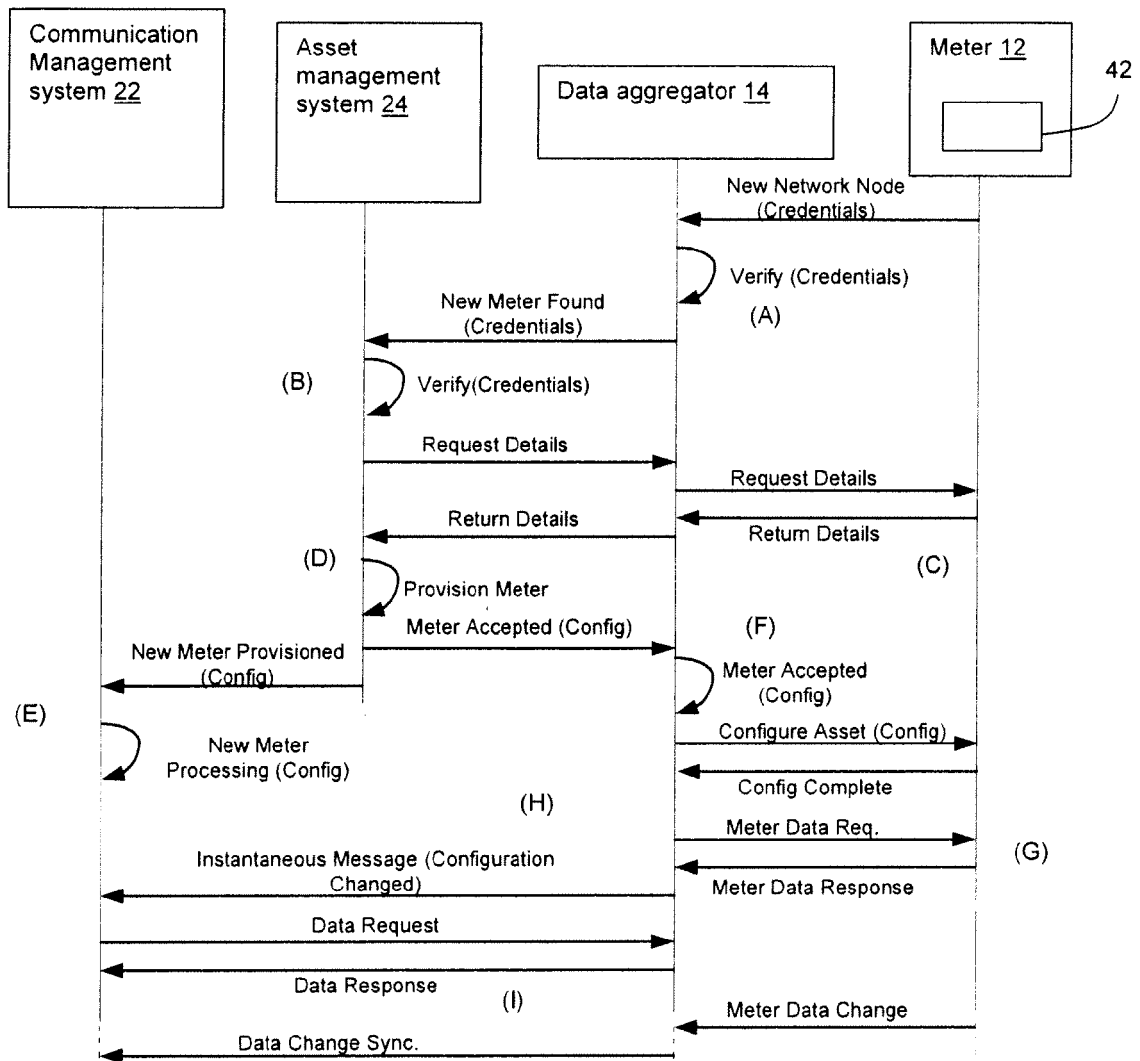 Communication
Management
system 22
Asset
management
system 24
Data aggregator 14
Meter 12
42
New Network Node
(Credentials)
Verify (Credentials)
(A)
New Meter Found
(Credentials)
(B)
Verify(Credentials)
Request Details
Request Details
Return Details
Return Details
(C)
(D)
Provision Meter
Meter Accepted (Config)
(F)
New Meter Provisioned
(Config)
Meter Accepted
(Config)
(E)
New Meter
Processing (Config)
Configure Asset (Config)
Config Complete
(H)
Meter Data Req.
(G)
Instantaneous Message (Configuration
Changed)
Meter Data Response
Data Request
Data Response
(I)
Meter Data Change
Data Change Sync.